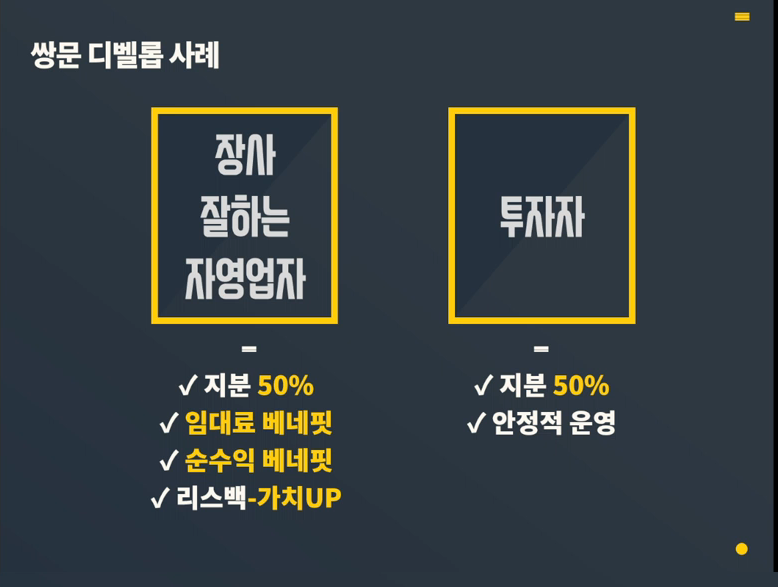 쌍문 디벨롭 사례
장사
잘하는
자영업자
✓ 지분 50%
✓ 임대료 베네핏
✓ 순수익 베네핏
✓ 리스백-가치UP
투자자
✓ 지분 50%
✓ 안정적 운영